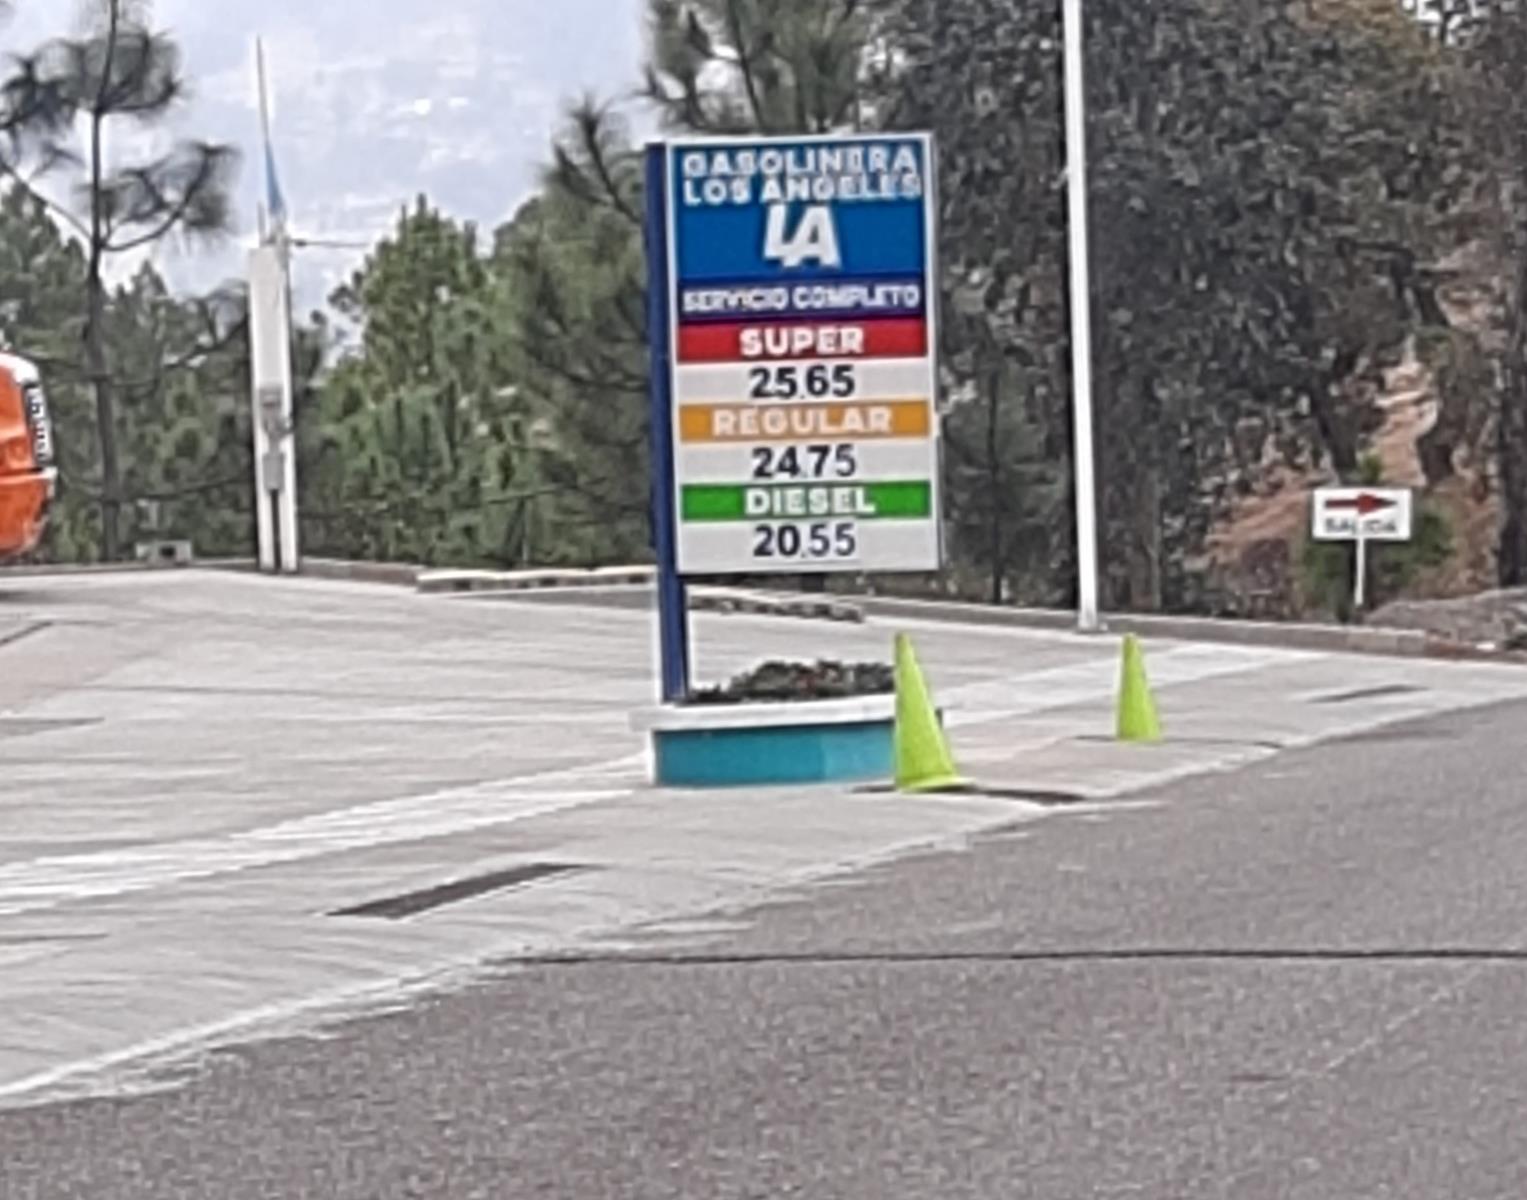 GASOLINERA
LOS ANGELES
LA
SERVICIO COMPLETO
SUPER
25.65
REGULAR
24.75
DIESEL
20.55
SALIDA